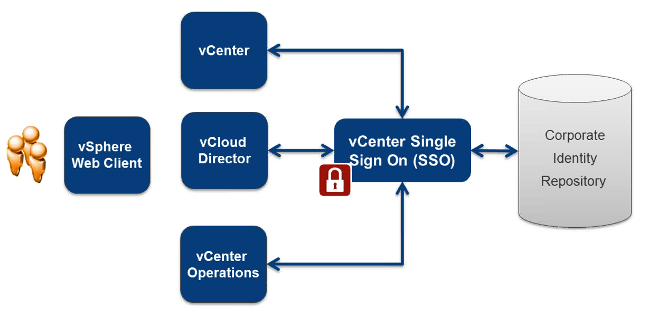 vCenter
vSphere
Web Client
vCloud
Director
vCenter Single
Sign On (SSO)
Corporate
Identity
Repository
vCenter
Operations